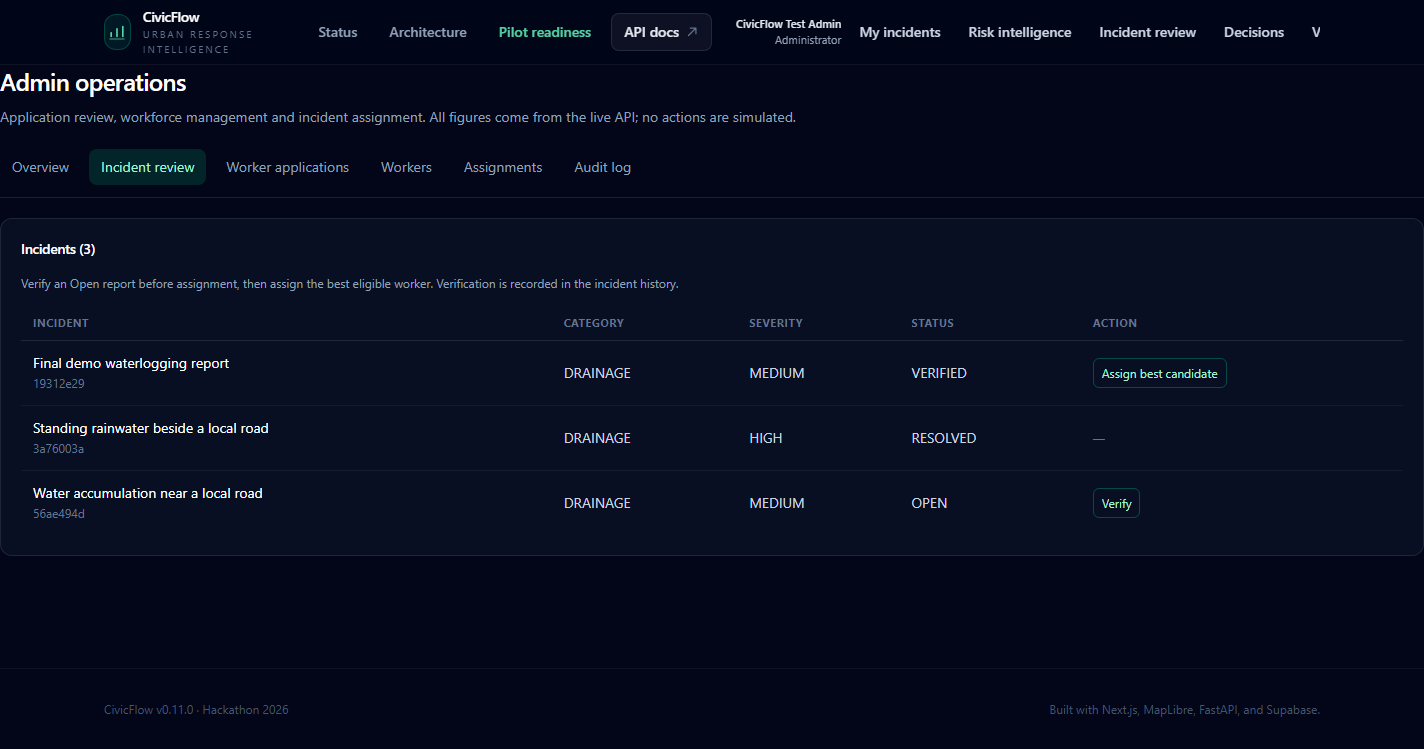 CivicFlow
URBAN RESPONSE
INTELLIGENCE
Status
Architecture
Pilot readiness
API docs ↗
CivicFlow Test Admin
Administrator
My incidents
Risk intelligence
Incident review
Decisions
Admin operations
Application review, workforce management and incident assignment. All figures come from the live API; no actions are simulated.
Overview
Incident review
Worker applications
Workers
Assignments
Audit log
Incidents (3)
Verify an Open report before assignment, then assign the best eligible worker. Verification is recorded in the incident history.
INCIDENT CATEGORY SEVERITY STATUS ACTION
Final demo waterlogging report
19312e29
DRAINAGE MEDIUM VERIFIED Assign best candidate
Standing rainwater beside a local road
3a76003a
DRAINAGE HIGH RESOLVED —
Water accumulation near a local road
56ae494d
DRAINAGE MEDIUM OPEN Verify
CivicFlow v0.11.0 · Hackathon 2026
Built with Next.js, MapLibre, FastAPI, and Supabase.